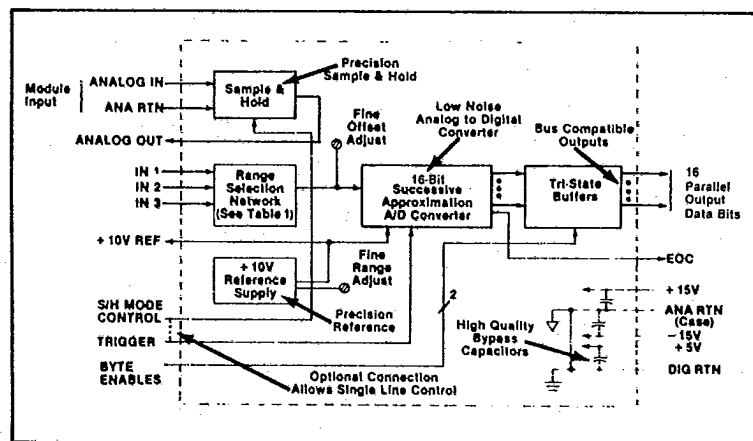 Module
Input
ANALOG IN
ANA RTN
ANALOG OUT
Sample &
Hold
Precision
Sample & Hold
Fine
Offset
Adjust
Low Noise
Analog to Digital
Converter
Bus Compatible
Outputs
IN 1
IN 2
IN 3
Range
Selection
Network
(See Table 1)
16-Bit
Successive
Approximation
A/D Converter
Tri-State
Buffers
16
Parallel
Output
Data Bits
+ 10V REF
EOC
+ 10V
Reference
Supply
Fine
Range
Adjust
Precision
Reference
2
S/H MODE
CONTROL
TRIGGER
BYTE
ENABLES
Optional Connection
Allows Single Line Control
High Quality
Bypass
Capacitors
+ 15V
ANA RTN
(Case)
- 15V
+ 5V
DIG RTN